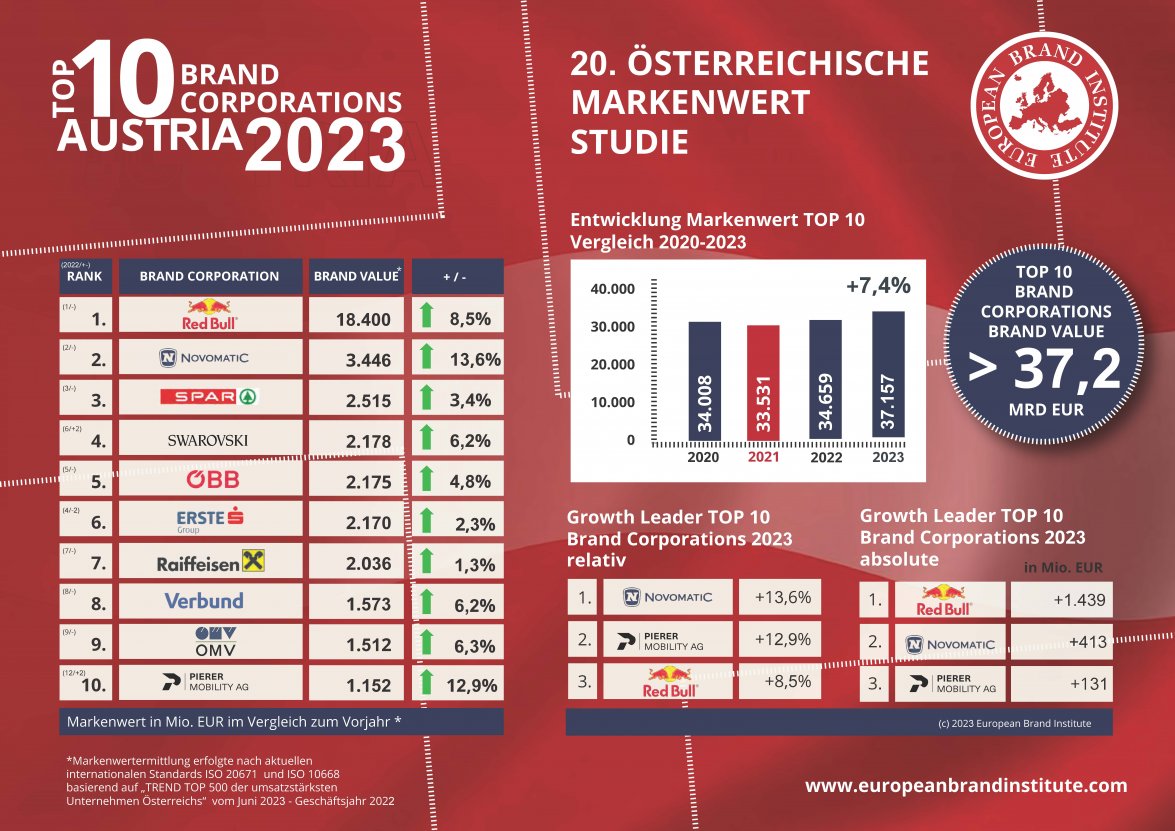 TOP 10 BRAND
CORPORATIONS
AUSTRIA 2023
20. ÖSTERREICHISCHE
MARKENWERT
STUDIE
EUROPEAN BRAND INSTITUTE
(2022/+-)
RANK BRAND CORPORATION BRAND VALUE* + / -
(1/-)
1. Red Bull 18.400 8,5%
(2/-)
2. N NOVOMATIC 3.446 13,6%
(3/-)
3. SPAR 2.515 3,4%
(6/+2)
4. SWAROVSKI 2.178 6,2%
(5/-)
5. ÖBB 2.175 4,8%
(4/-2)
6. ERSTE Group 2.170 2,3%
(7/-)
7. Raiffeisen 2.036 1,3%
(8/-)
8. Verbund 1.573 6,2%
(9/-)
9. OMV OMV 1.512 6,3%
(12/+2)
10. PIERER MOBILITY AG 1.152 12,9%
Markenwert in Mio. EUR im Vergleich zum Vorjahr *
*Markenwertermittlung erfolgte nach aktuellen
internationalen Standards ISO 20671 und ISO 10668
basierend auf „TREND TOP 500 der umsatzstärksten
Unternehmen Österreichs“ vom Juni 2023 - Geschäftsjahr 2022
Entwicklung Markenwert TOP 10
Vergleich 2020-2023
+7,4%
40.000
30.000
20.000
10.000
0
34.008 33.531 34.659 37.157
2020 2021 2022 2023
TOP 10
BRAND
CORPORATIONS
BRAND VALUE
> 37,2
MRD EUR
Growth Leader TOP 10
Brand Corporations 2023
relativ
1. N NOVOMATIC +13,6%
2. PIERER MOBILITY AG +12,9%
3. Red Bull +8,5%
Growth Leader TOP 10
Brand Corporations 2023
absolute
in Mio. EUR
1. Red Bull +1.439
2. N NOVOMATIC +413
3. PIERER MOBILITY AG +131
(c) 2023 European Brand Institute
www.europeanbrandinstitute.com